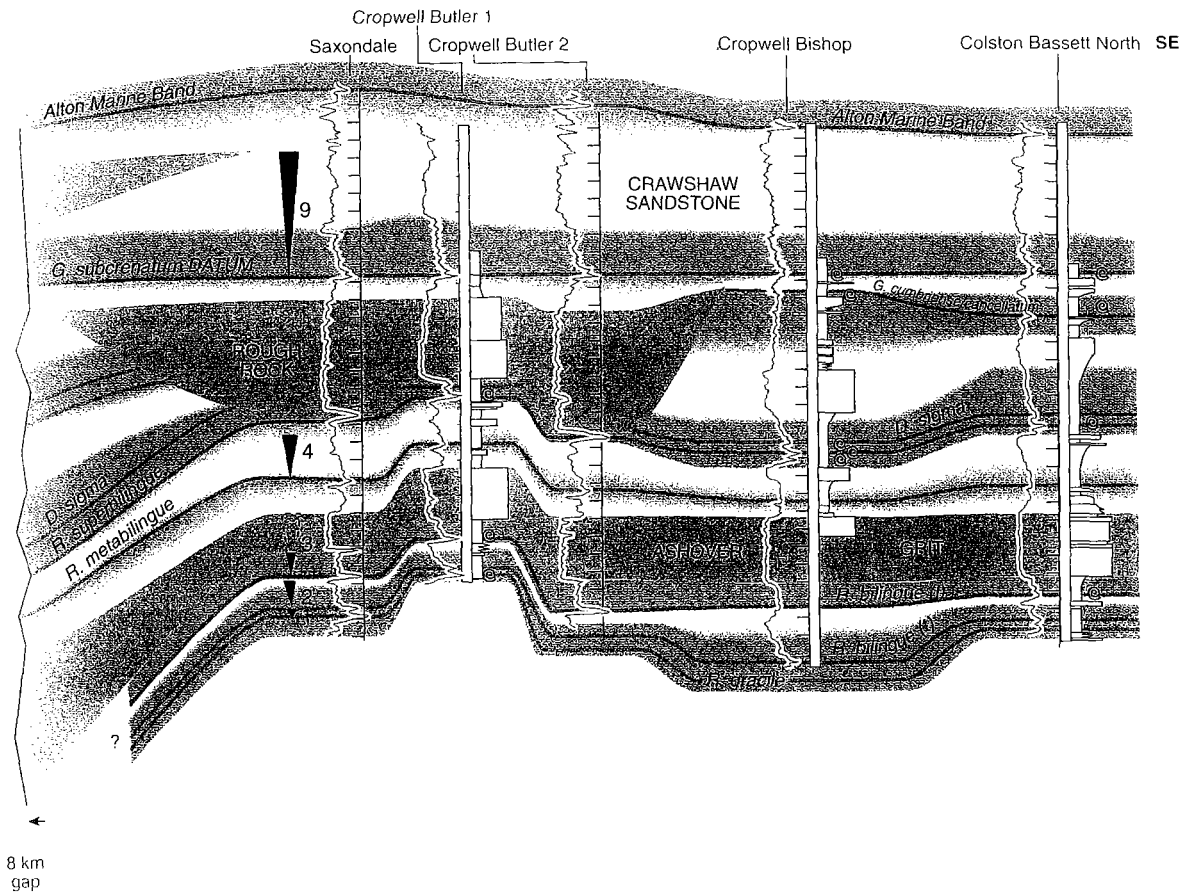 Cropwell Butler 1
Saxondale
Cropwell Butler 2
Cropwell Bishop
Colston Bassett North SE
Alton Marine Band
Alton Marine Band
CRAWSHAW
SANDSTONE
9
G. subcrenatum DATUM
G. cumbriense
ROUGH
ROCK
D. sigma
4
D. sigma
R. superbilingue
R. metabilingue
3
ASHOVER GRIT
2
R. bilingue
1
R. bilingue
R. gracile
?
8 km
gap